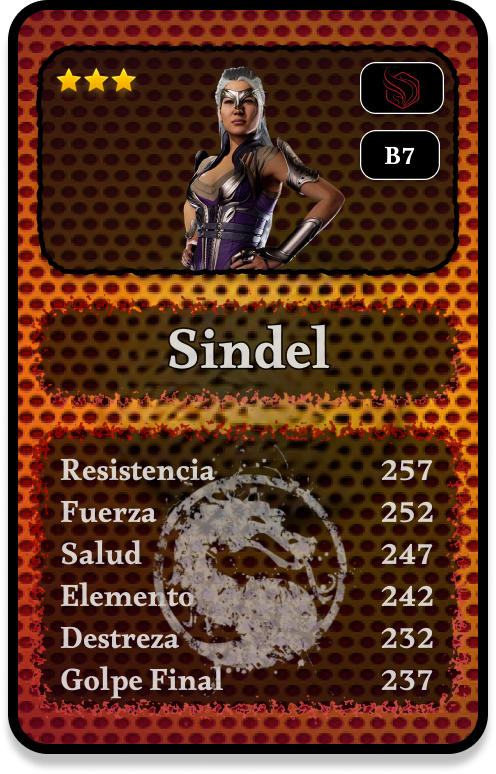 B7
Sindel
Resistencia 257
Fuerza 252
Salud 247
Elemento 242
Destreza 232
Golpe Final 237